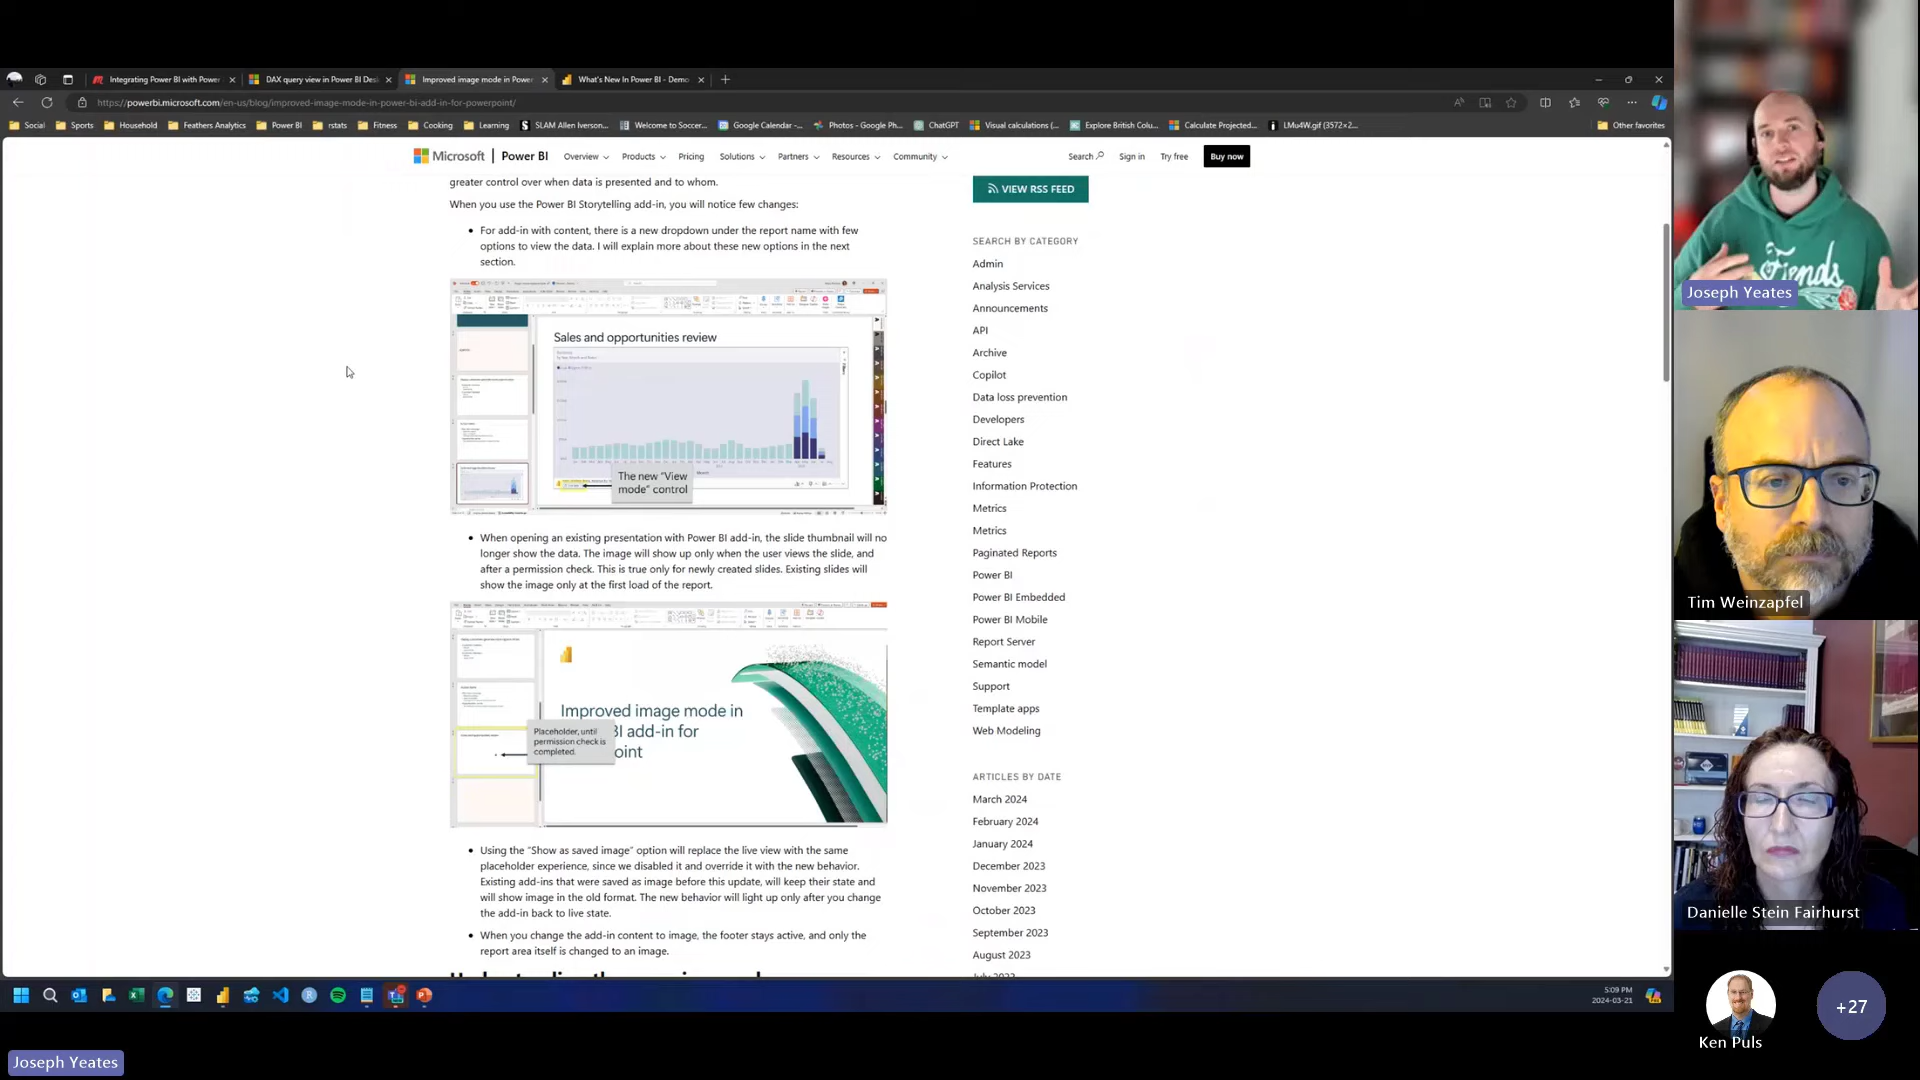 Integrating Power BI with Power
DAX query view in Power BI Des
Improved image mode in Power
What's New In Power BI - Demo
https://powerbi.microsoft.com/en-us/blog/improved-image-mode-in-power-bi-add-in-for-powerpoint/
Social
Sports
Household
Feathers Analytics
Power BI
rstats
Fitness
Cooking
Learning
SLAM Allen Iverson...
Welcome to Soccer...
Google Calendar -...
Photos - Google Ph...
ChatGPT
Visual calculations (...
Explore British Colu...
Calculate Projected...
LMu4W.gif (3572×2...
Other favorites
Microsoft
Power BI
Overview
Products
Pricing
Solutions
Partners
Resources
Community
Search
Sign in
Try free
Buy now
greater control over when data is presented and to whom.
When you use the Power BI Storytelling add-in, you will notice few changes:
• For add-in with content, there is a new dropdown under the report name with few
options to view the data. I will explain more about these new options in the next
section.
Sales and opportunities review
The new "View
mode" control
• When opening an existing presentation with Power BI add-in, the slide thumbnail will no
longer show the data. The image will show up only when the user views the slide, and
after a permission check. This is true only for newly created slides. Existing slides will
show the image only at the first load of the report.
Improved image mode in
BI add-in for
oint
Placeholder, until
permission check is
completed.
• Using the "Show as saved image" option will replace the live view with the same
placeholder experience, since we disabled it and override it with the new behavior.
Existing add-ins that were saved as image before this update, will keep their state and
will show image in the old format. The new behavior will light up only after you change
the add-in back to live state.
• When you change the add-in content to image, the footer stays active, and only the
report area itself is changed to an image.
VIEW RSS FEED
SEARCH BY CATEGORY
Admin
Analysis Services
Announcements
API
Archive
Copilot
Data loss prevention
Developers
Direct Lake
Features
Information Protection
Metrics
Metrics
Paginated Reports
Power BI
Power BI Embedded
Power BI Mobile
Report Server
Semantic model
Support
Template apps
Web Modeling
ARTICLES BY DATE
March 2024
February 2024
January 2024
December 2023
November 2023
October 2023
September 2023
August 2023
5:09 PM
2024-03-21
Joseph Yeates
Fiends
Joseph Yeates
Tim Weinzapfel
Danielle Stein Fairhurst
Ken Puls
+27